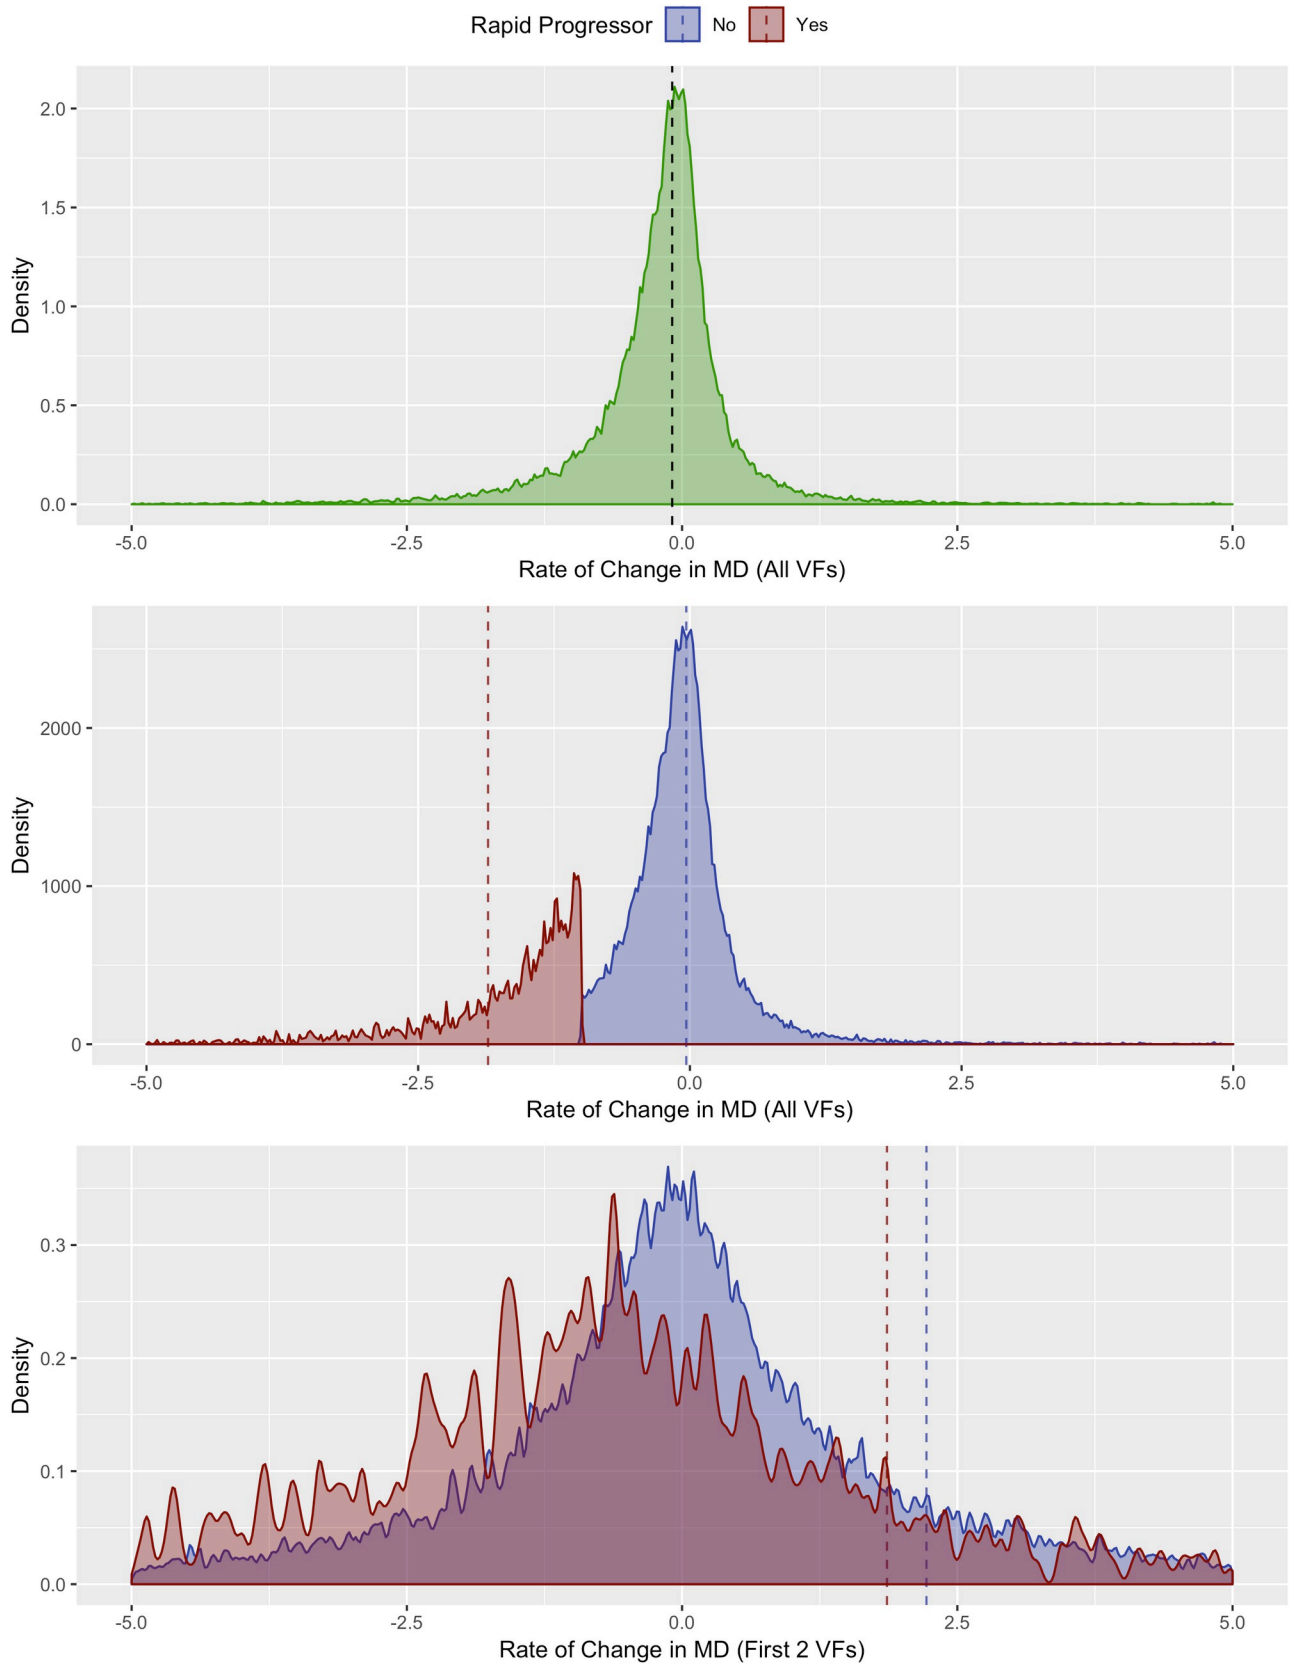 Rapid Progressor No Yes
2.0
1.5
1.0
0.5
0.0
Density
-5.0 -2.5 0.0 2.5 5.0
Rate of Change in MD (All VFs)
2000
1000
0
Density
-5.0 -2.5 0.0 2.5 5.0
Rate of Change in MD (All VFs)
0.3
0.2
0.1
0.0
Density
-5.0 -2.5 0.0 2.5 5.0
Rate of Change in MD (First 2 VFs)